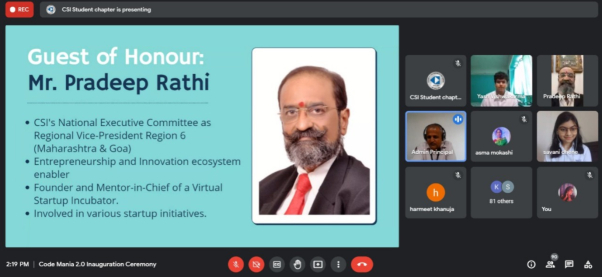 REC
CSI Student chapter is presenting
Guest of Honour:
Mr. Pradeep Rathi
CSI's National Executive Committee as
Regional Vice-President Region 6
(Maharashtra & Goa)
Entrepreneurship and Innovation ecosystem
enabler
Founder and Mentor-in-Chief of a Virtual
Startup Incubator.
Involved in various startup initiatives.
CSI Student chapt...
Pradeep Rathi
Admin Principal
asma mokashi
harmeet khanuja
h
K S
81 others
You
2:19 PM | Code Mania 2.0 Inauguration Ceremony
90